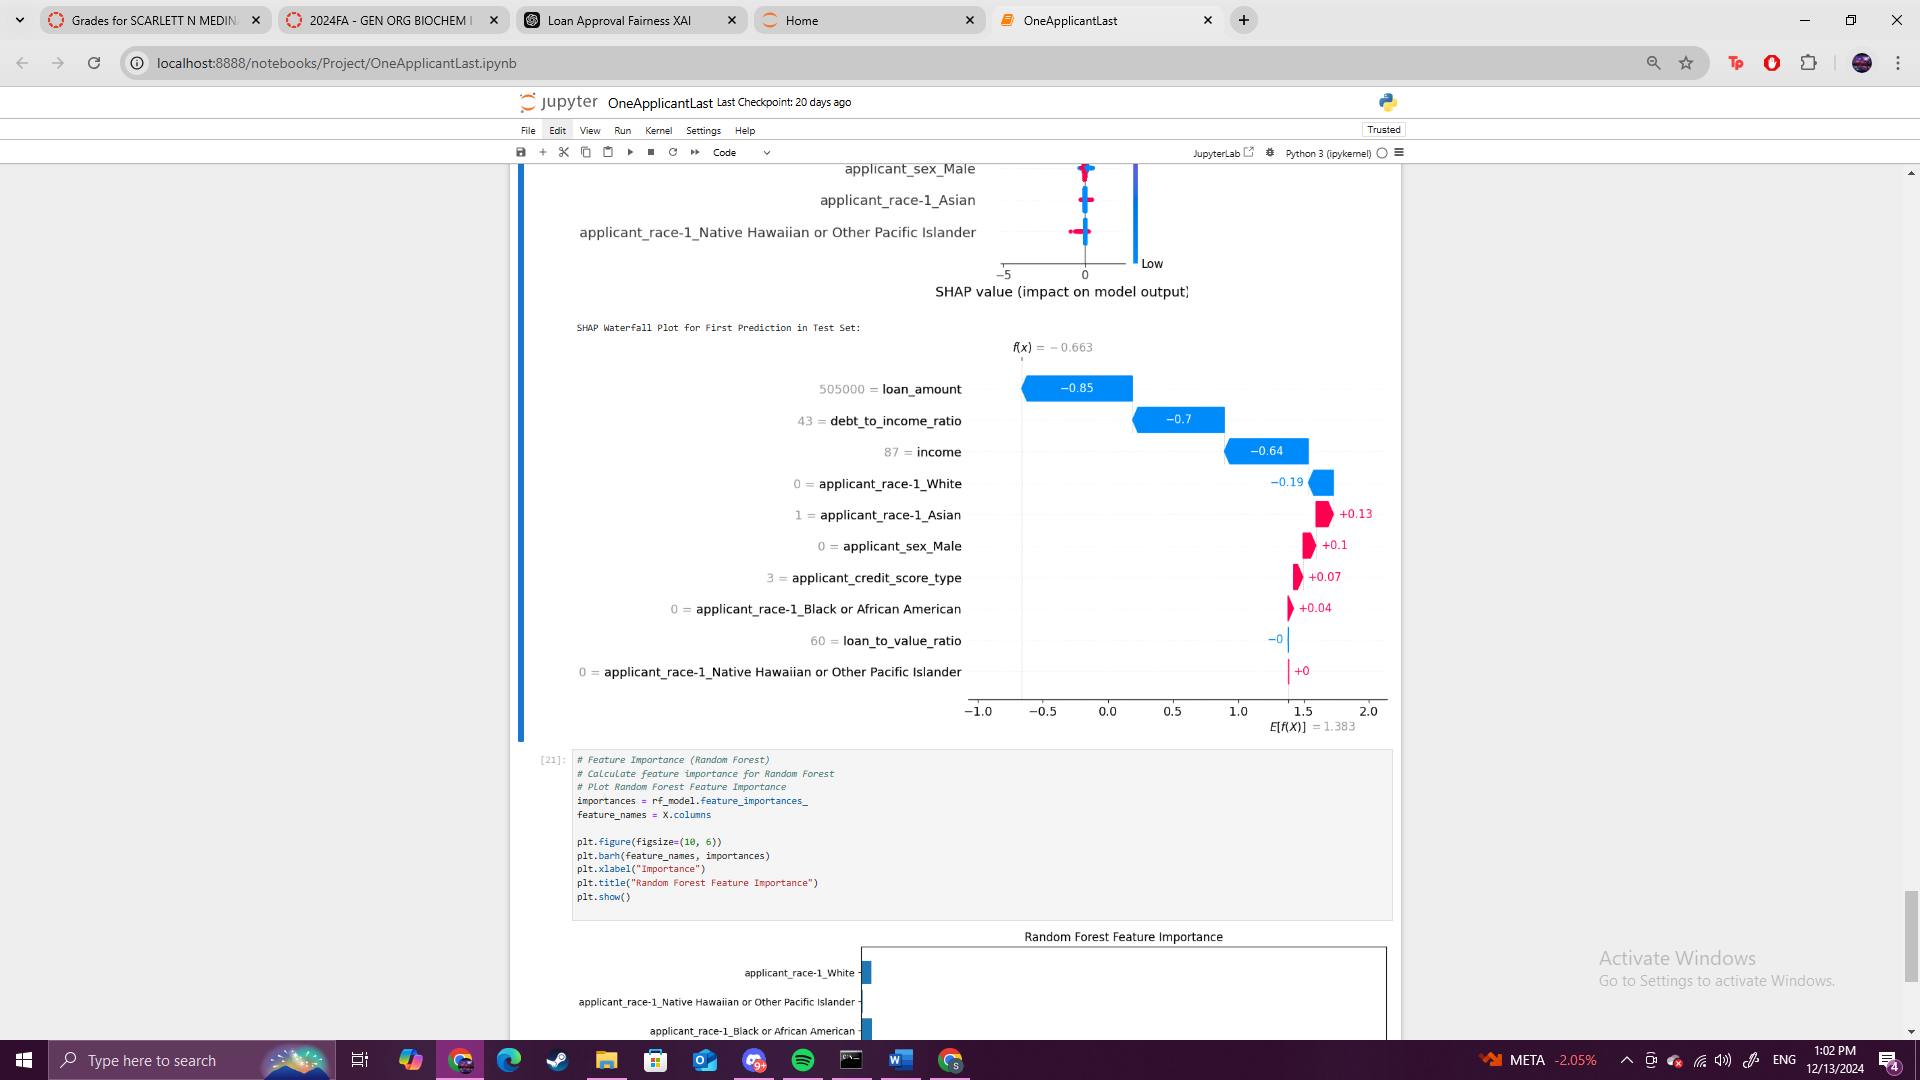 Grades for SCARLETT N MEDIN
2024FA - GEN ORG BIOCHEM I
Loan Approval Fairness XAI
Home
OneApplicantLast
localhost:8888/notebooks/Project/OneApplicantLast.ipynb
jupyter OneApplicantLast Last Checkpoint: 20 days ago
File Edit View Run Kernel Settings Help
Trusted
Code
JupyterLab
Python 3 (ipykernel)
applicant_sex_Male
applicant_race-1_Asian
applicant_race-1_Native Hawaiian or Other Pacific Islander
Low
−5 0
SHAP value (impact on model output)
SHAP Waterfall Plot for First Prediction in Test Set:
f(x) = −0.663
505000 = loan_amount −0.85
43 = debt_to_income_ratio −0.7
87 = income −0.64
0 = applicant_race-1_White −0.19
1 = applicant_race-1_Asian +0.13
0 = applicant_sex_Male +0.1
3 = applicant_credit_score_type +0.07
0 = applicant_race-1_Black or African American +0.04
60 = loan_to_value_ratio −0
0 = applicant_race-1_Native Hawaiian or Other Pacific Islander +0
−1.0 −0.5 0.0 0.5 1.0 1.5 2.0
E[f(X)] = 1.383
[21]:
# Feature Importance (Random Forest)
# Calculate feature importance for Random Forest
# Plot Random Forest Feature Importance
importances = rf_model.feature_importances_
feature_names = X.columns
plt.figure(figsize=(10, 6))
plt.barh(feature_names, importances)
plt.xlabel("Importance")
plt.title("Random Forest Feature Importance")
plt.show()
Random Forest Feature Importance
applicant_race-1_White
applicant_race-1_Native Hawaiian or Other Pacific Islander
applicant_race-1_Black or African American
Activate Windows
Go to Settings to activate Windows.
Type here to search
9+
S
META -2.05%
ENG
1:02 PM
12/13/2024
4